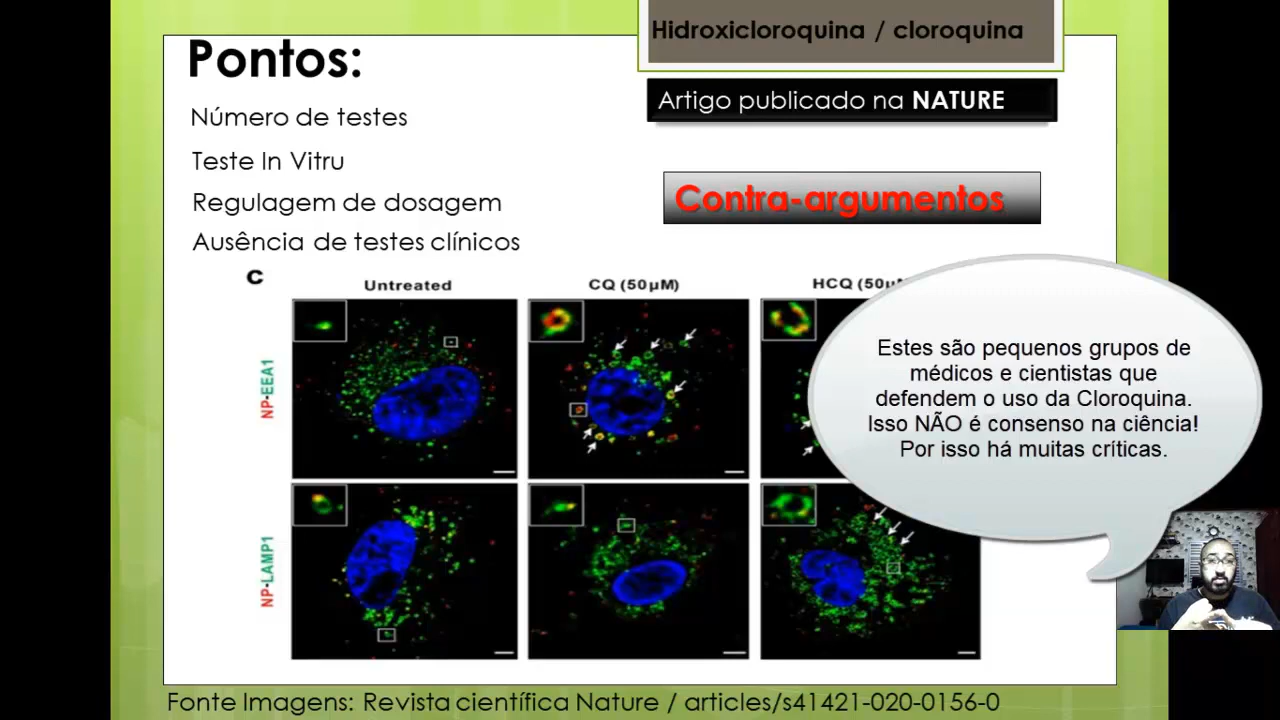 Hidroxicloroquina / cloroquina
Pontos:
Artigo publicado na NATURE
Número de testes
Teste In Vitru
Regulagem de dosagem
Contra-argumentos
Ausência de testes clínicos
C
Untreated
CQ (50μM)
HCQ (50μ
NP-EEA1
Estes são pequenos grupos de
médicos e cientistas que
defendem o uso da Cloroquina.
Isso NÃO é consenso na ciência!
Por isso há muitas críticas.
NP-LAMP1
Fonte Imagens: Revista científica Nature / articles/s41421-020-0156-0